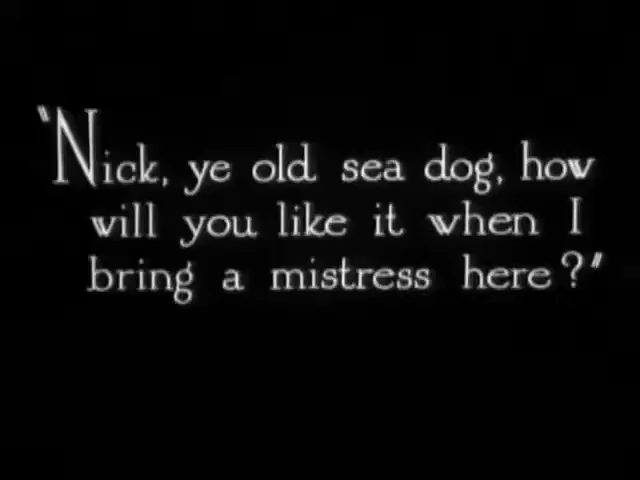 "Nick, ye old sea dog, how
will you like it when I
bring a mistress here?"